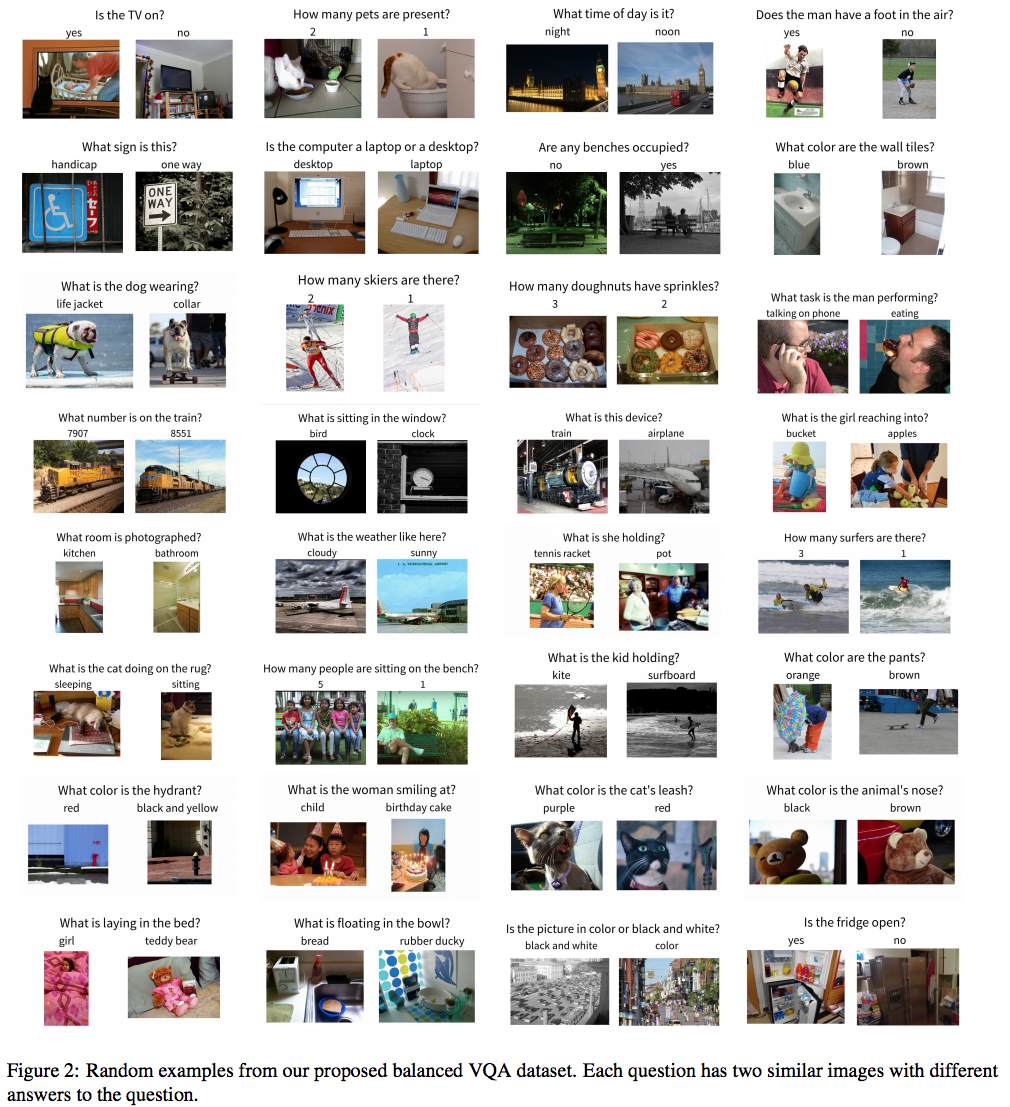 Is the TV on?
yes no
How many pets are present?
2 1
What time of day is it?
night noon
Does the man have a foot in the air?
yes no
What sign is this?
handicap one way
セーフ
ONE
WAY
Is the computer a laptop or a desktop?
desktop laptop
Are any benches occupied?
no yes
What color are the wall tiles?
blue brown
What is the dog wearing?
life jacket collar
How many skiers are there?
2 1
How many doughnuts have sprinkles?
3 2
What task is the man performing?
talking on phone eating
What number is on the train?
7907 8551
What is sitting in the window?
bird clock
What is this device?
train airplane
What is the girl reaching into?
bucket apples
What room is photographed?
kitchen bathroom
What is the weather like here?
cloudy sunny
What is she holding?
tennis racket pot
How many surfers are there?
3 1
What is the cat doing on the rug?
sleeping sitting
How many people are sitting on the bench?
5 1
What is the kid holding?
kite surfboard
What color are the pants?
orange brown
What color is the hydrant?
red black and yellow
What is the woman smiling at?
child birthday cake
What color is the cat's leash?
purple red
What color is the animal's nose?
black brown
What is laying in the bed?
girl teddy bear
What is floating in the bowl?
bread rubber ducky
Is the picture in color or black and white?
black and white color
Is the fridge open?
yes no
Figure 2: Random examples from our proposed balanced VQA dataset. Each question has two similar images with different
answers to the question.